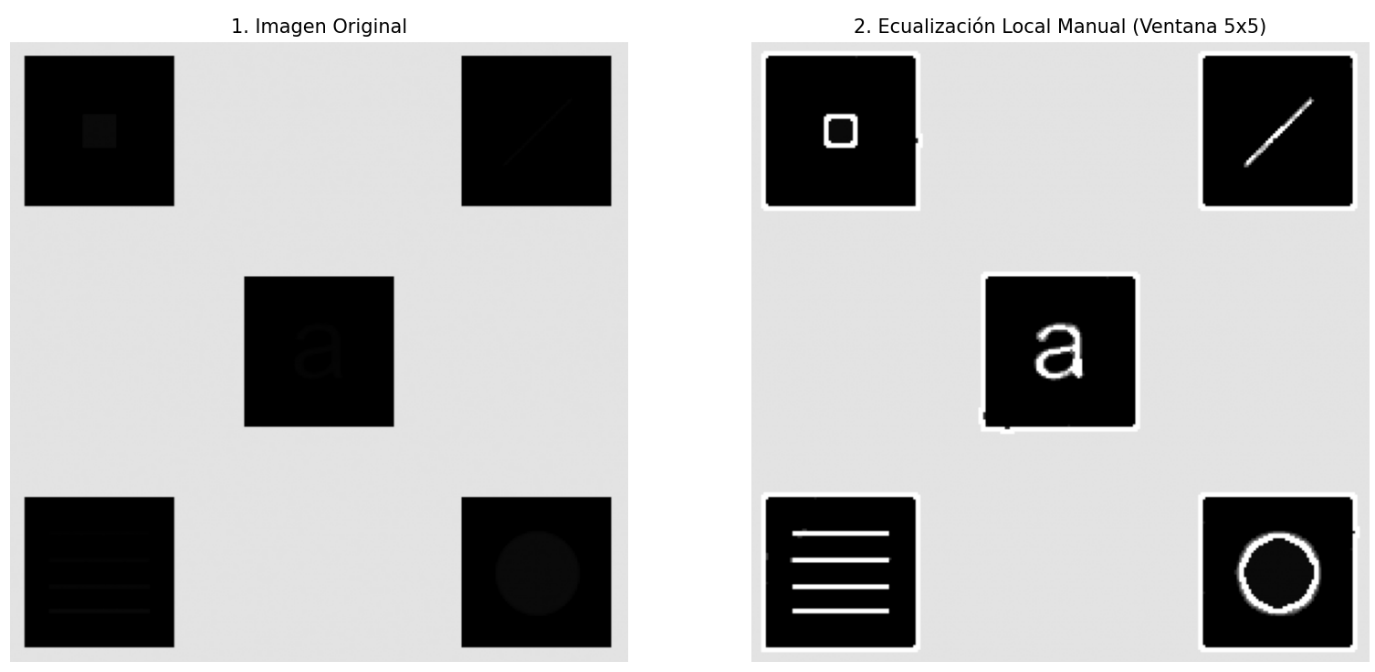 1. Imagen Original
2. Ecualización Local Manual (Ventana 5x5)
a
a